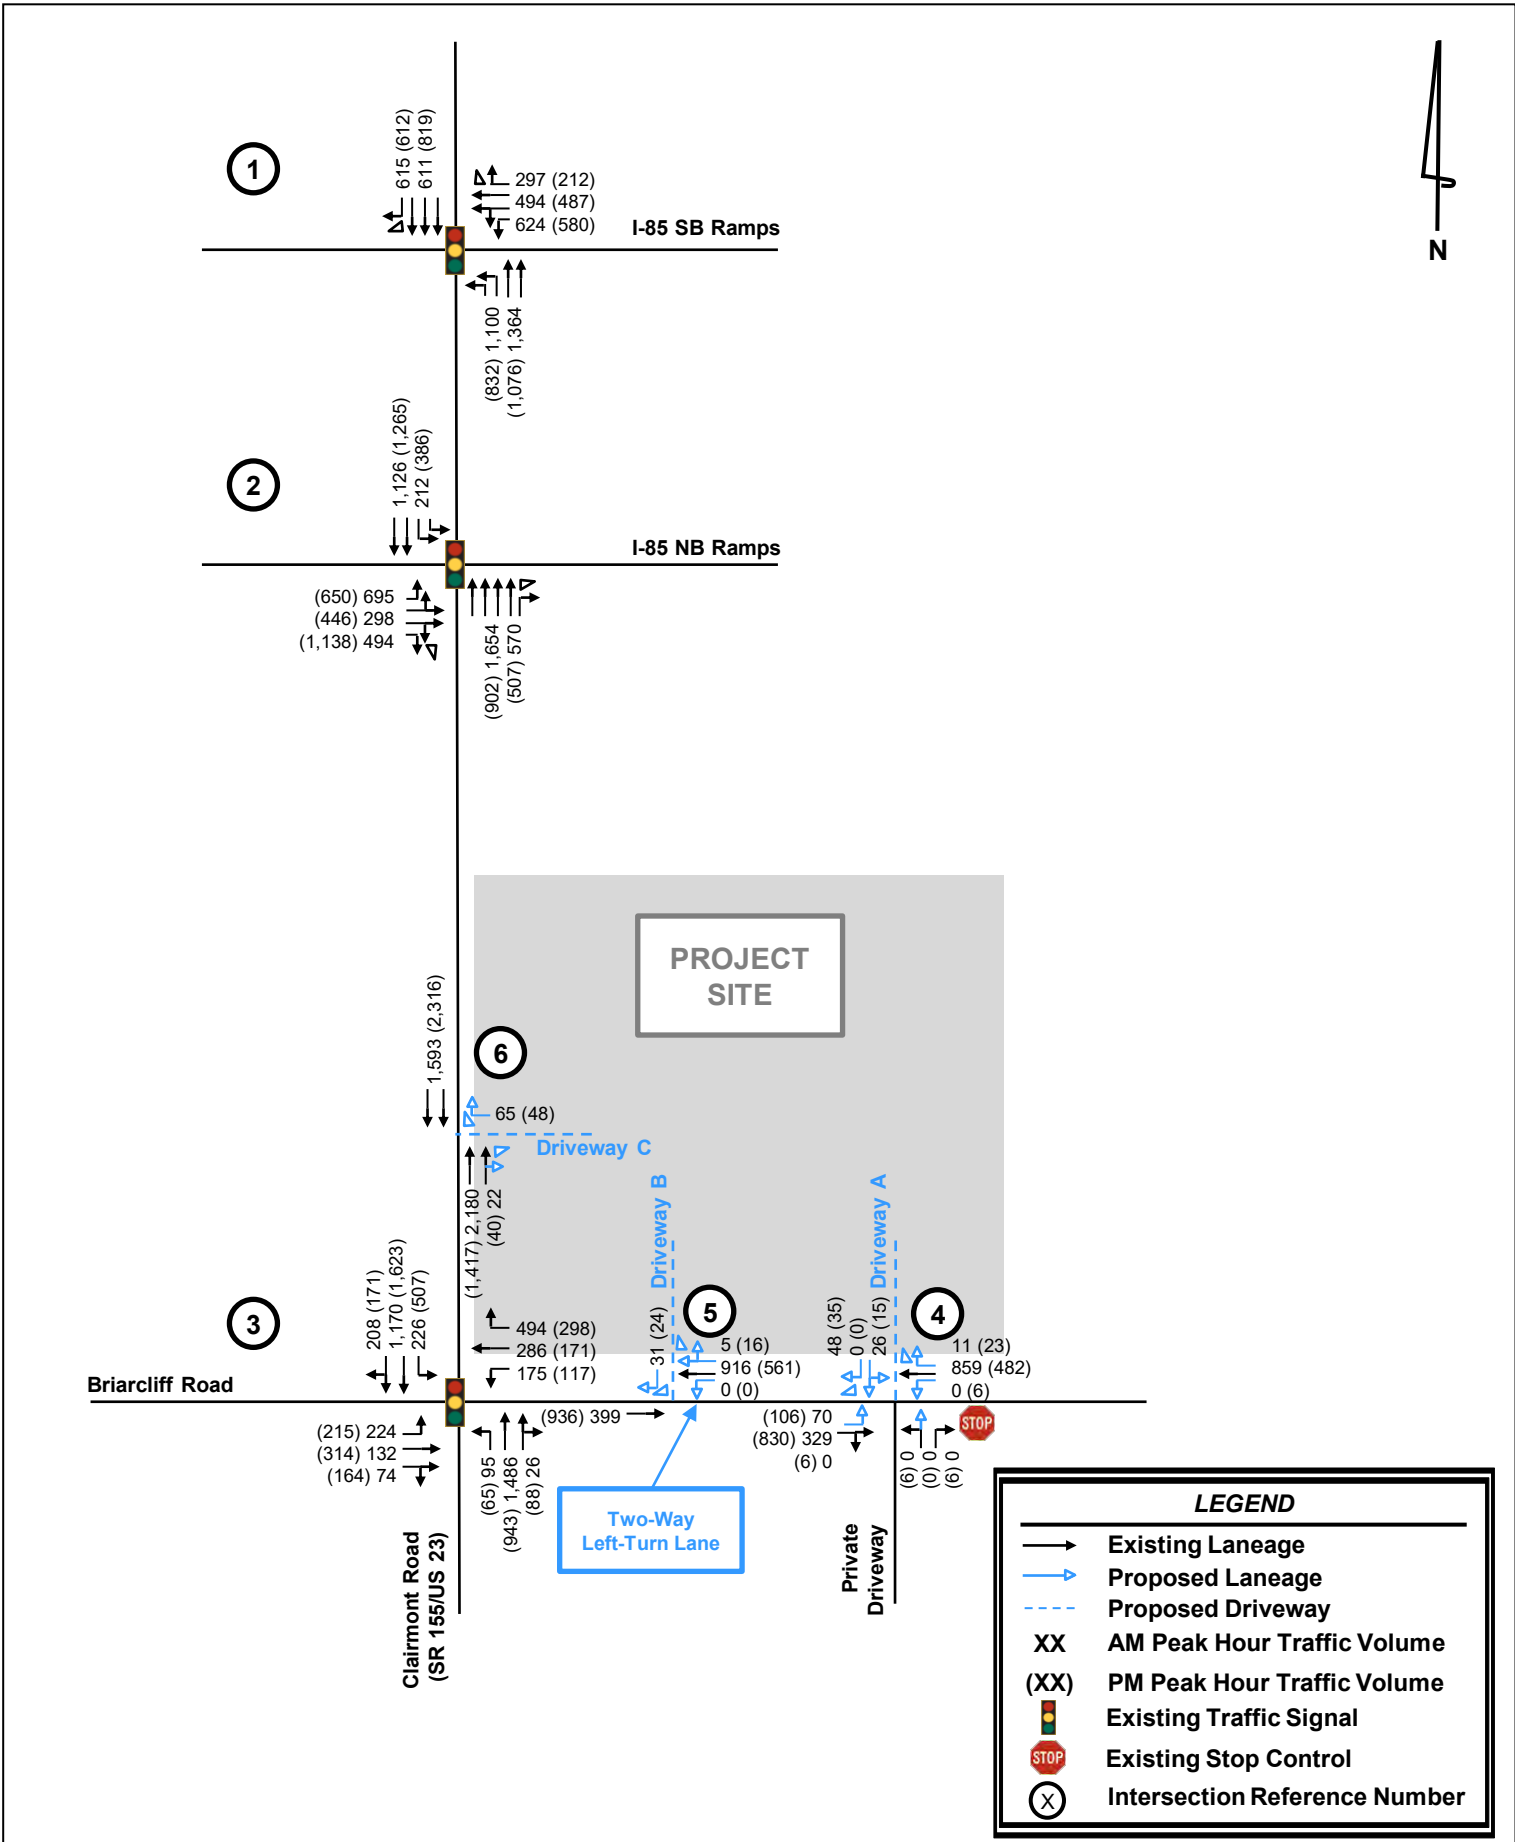 1
615 (612)
611 (819)
297 (212)
494 (487)
624 (580)
I-85 SB Ramps
(832) 1,100
(1,076) 1,364
N
2
1,126 (1,265)
212 (386)
I-85 NB Ramps
(650) 695
(446) 298
(1,138) 494
(902) 1,654
(507) 570
PROJECT
SITE
1,593 (2,316)
6
65 (48)
Driveway C
(1,417) 2,180
(40) 22
Driveway B
Driveway A
3
208 (171)
1,170 (1,623)
226 (507)
494 (298)
286 (171)
175 (117)
31 (24)
5
5 (16)
916 (561)
0 (0)
48 (35)
0 (0)
26 (15)
4
11 (23)
859 (482)
0 (6)
Briarcliff Road
(215) 224
(314) 132
(164) 74
(65) 95
(943) 1,486
(88) 26
(936) 399
(106) 70
(830) 329
(6) 0
(6) 0
(0) 0
(6) 0
STOP
Two-Way
Left-Turn Lane
Clairmont Road
(SR 155/US 23)
Private
Driveway
LEGEND
Existing Laneage
Proposed Laneage
Proposed Driveway
XX AM Peak Hour Traffic Volume
(XX) PM Peak Hour Traffic Volume
Existing Traffic Signal
STOP Existing Stop Control
X Intersection Reference Number